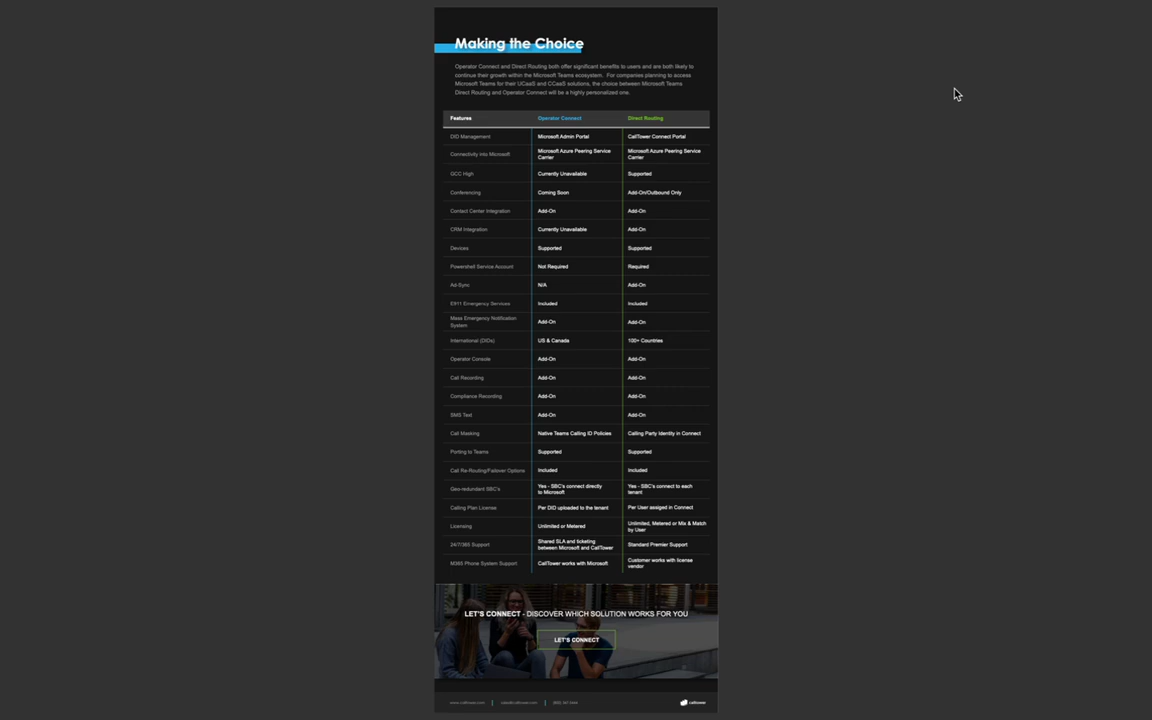 Making the Choice
Operator Connect and Direct Routing both offer significant benefits to users and are both likely to
continue their growth within the Microsoft Teams ecosystem. For companies planning to access
Microsoft Teams for their UCaaS and CCaaS solutions, the choice between Microsoft Teams
Direct Routing and Operator Connect will be a highly personalized one.
Features Operator Connect Direct Routing
DID Management Microsoft Admin Portal CallTower Connect Portal
Connectivity into Microsoft Microsoft Azure Peering Service Microsoft Azure Peering Service
Carrier Carrier
GCC High Currently Unavailable Supported
Conferencing Coming Soon Add-On/Outbound Only
Contact Center Integration Add-On Add-On
CRM Integration Currently Unavailable Add-On
Devices Supported Supported
Powershell Service Account Not Required Required
Ad-Sync N/A Add-On
E911 Emergency Services Included Included
Mass Emergency Notification
System Add-On Add-On
International (DIDs) US & Canada 100+ Countries
Operator Console Add-On Add-On
Call Recording Add-On Add-On
Compliance Recording Add-On Add-On
SMS Text Add-On Add-On
Call Masking Native Teams Calling ID Policies Calling Party Identity in Connect
Porting to Teams Supported Supported
Call Re-Routing/Failover Options Included Included
Geo-redundant SBC's Yes - SBC's connect directly Yes - SBC's connect to each
to Microsoft tenant
Calling Plan License Per DID uploaded to the tenant Per User assiged in Connect
Licensing Unlimited or Metered Unlimited, Metered or Mix & Match
by User
24/7/365 Support Shared SLA and ticketing Standard Premier Support
between Microsoft and CallTower
M365 Phone System Support CallTower works with Microsoft Customer works with license
vendor
LET'S CONNECT - DISCOVER WHICH SOLUTION WORKS FOR YOU
LET'S CONNECT
www.calltower.com
calltower